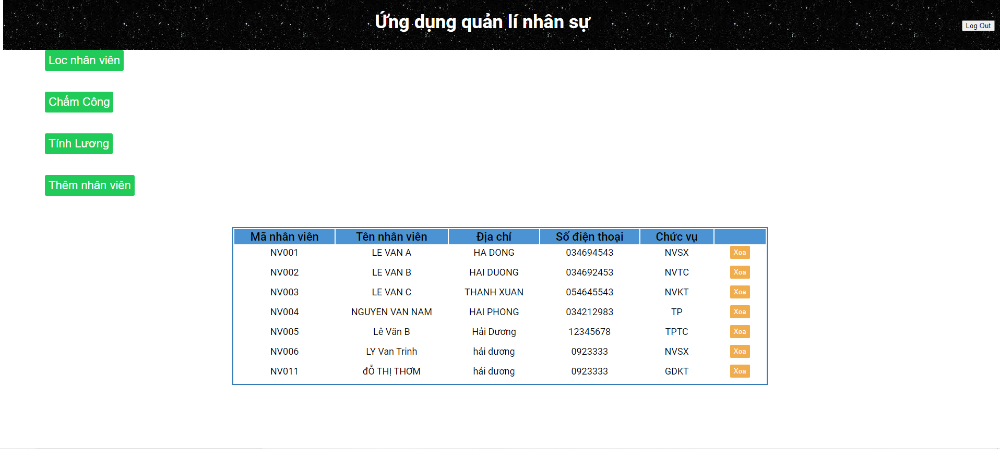 Ứng dụng quản lí nhân sự
Log Out
Loc nhân viên
Chấm Công
Tính Lương
Thêm nhân viên
Mã nhân viên Tên nhân viên Địa chỉ Số điện thoại Chức vụ
NV001 LE VAN A HA DONG 034694543 NVSX Xoa
NV002 LE VAN B HAI DUONG 034692453 NVTC Xoa
NV003 LE VAN C THANH XUAN 054645543 NVKT Xoa
NV004 NGUYEN VAN NAM HAI PHONG 034212983 TP Xoa
NV005 Lê Văn B Hải Dương 12345678 TPTC Xoa
NV006 LY Van Trinh hải dương 0923333 NVSX Xoa
NV011 đỖ THỊ THƠM hải dương 0923333 GDKT Xoa